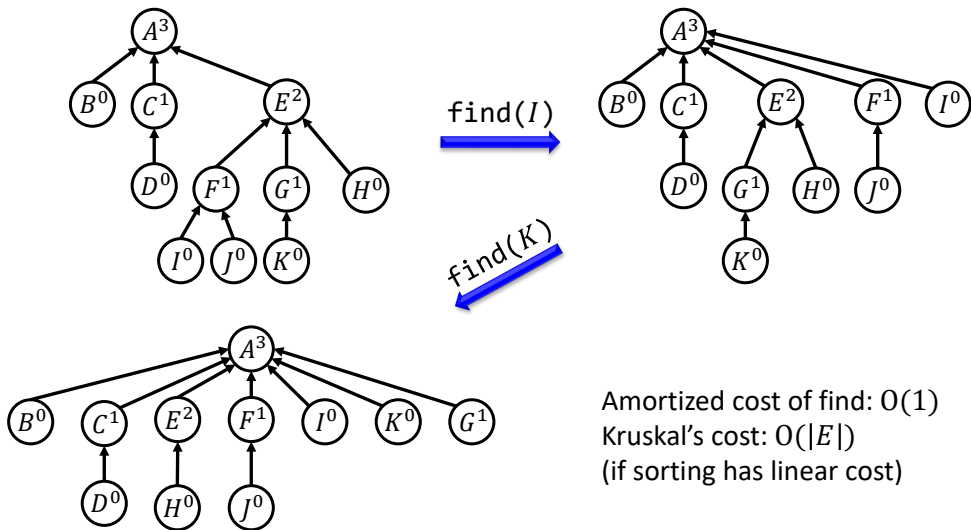 A³
B⁰ C¹ E²
D⁰ F¹ G¹ H⁰
I⁰ J⁰ K⁰
find(I)
A³
B⁰ C¹ E² F¹ I⁰
D⁰ G¹ H⁰ J⁰
K⁰
find(K)
A³
B⁰ C¹ E² F¹ I⁰ K⁰ G¹
D⁰ H⁰ J⁰
Amortized cost of find: O(1)
Kruskal's cost: O(|E|)
(if sorting has linear cost)